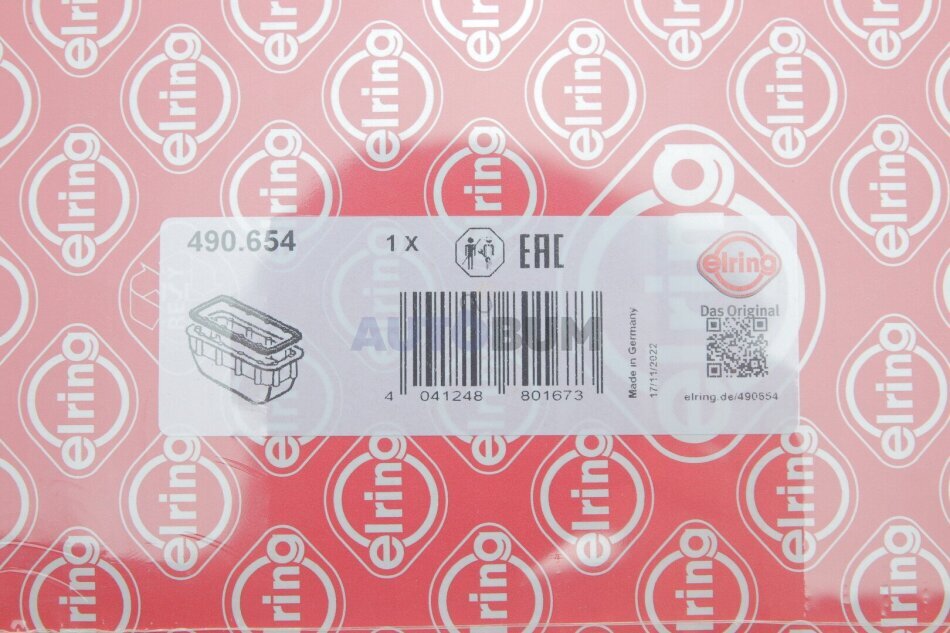 490.654
1 X
EAC
elring
Das Original
AUTOBUM
4 041248 801673
Made in Germany
17/11/2022
elring.de/490654